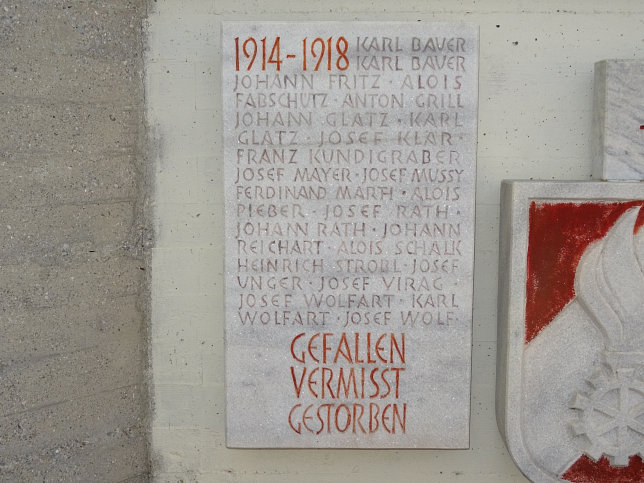 1914-1918 KARL BAUER
KARL BAUER
JOHANN FRITZ · ALOIS
FABSCHUTZ · ANTON GRILL
JOHANN GLATZ · KARL
GLATZ · JOSEF KLAR ·
FRANZ KUNDIGRABER
JOSEF MAYER · JOSEF MUSSY
FERDINAND MARTI · ALOIS
PIEBER · JOSEF RATH ·
JOHANN RATH · JOHANN
REICHART · ALOIS SCHALK
HEINRICH STROBL · JOSEF
UNGER · JOSEF VIRAG ·
JOSEF WOLFART · KARL
WOLFART · JOSEF WOLF ·
GEFALLEN
VERMISST
GESTORBEN